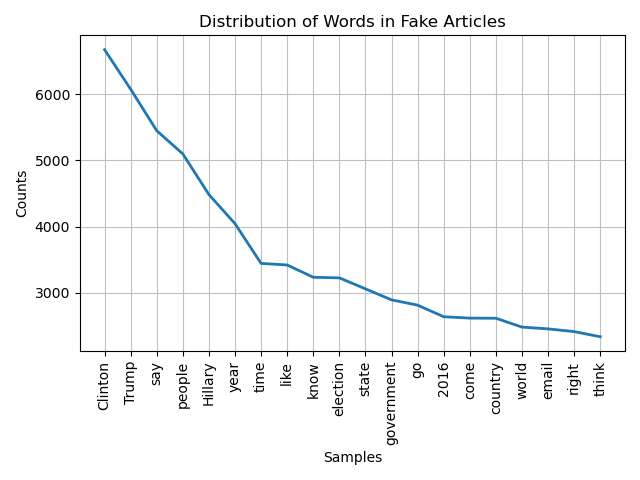 Distribution of Words in Fake Articles
Counts
6000
5000
4000
3000
Clinton
Trump
say
people
Hillary
year
time
like
know
election
state
government
go
2016
come
country
world
email
right
think
Samples